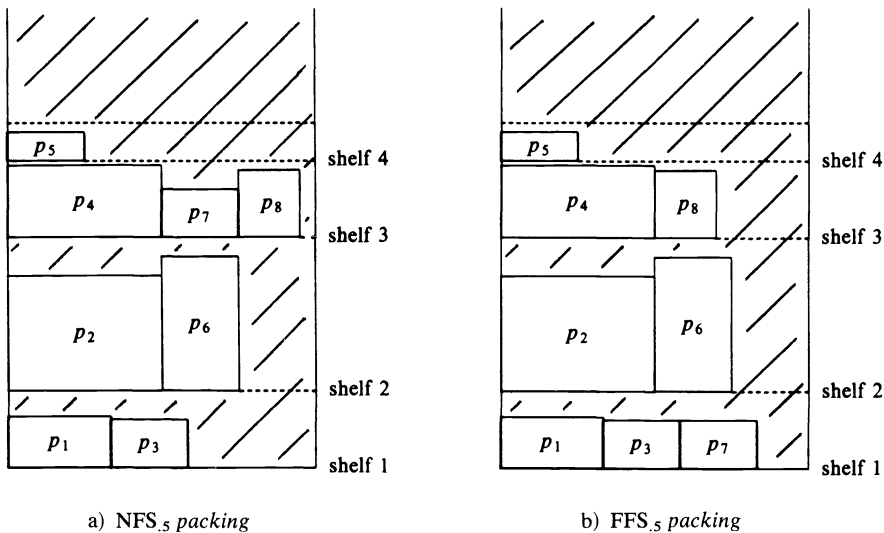 p5
shelf 4
p4 p7 p8
shelf 3
p2 p6
shelf 2
p1 p3
shelf 1
a) NFS.5 packing
p5
shelf 4
p4 p8
shelf 3
p2 p6
shelf 2
p1 p3 p7
shelf 1
b) FFS.5 packing